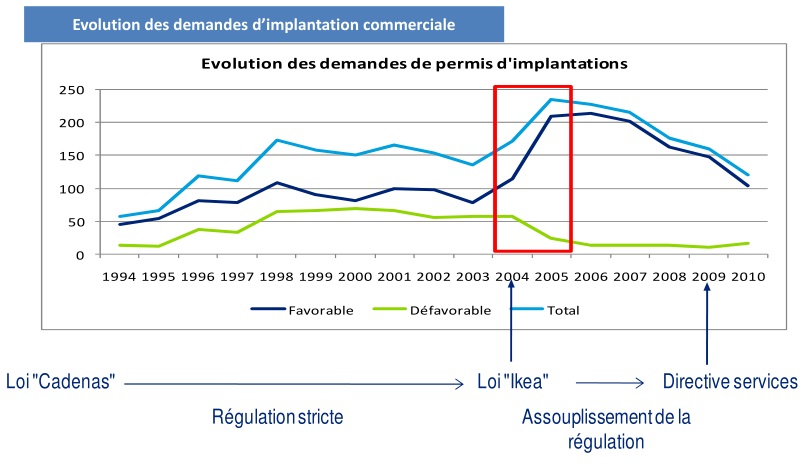 Evolution des demandes d'implantation commerciale
Evolution des demandes de permis d'implantations
250
200
150
100
50
0
1994 1995 1996 1997 1998 1999 2000 2001 2002 2003 2004 2005 2006 2007 2008 2009 2010
Favorable Défavorable Total
Loi "Cadenas" Loi "Ikea" Directive services
Régulation stricte Assouplissement de la
régulation